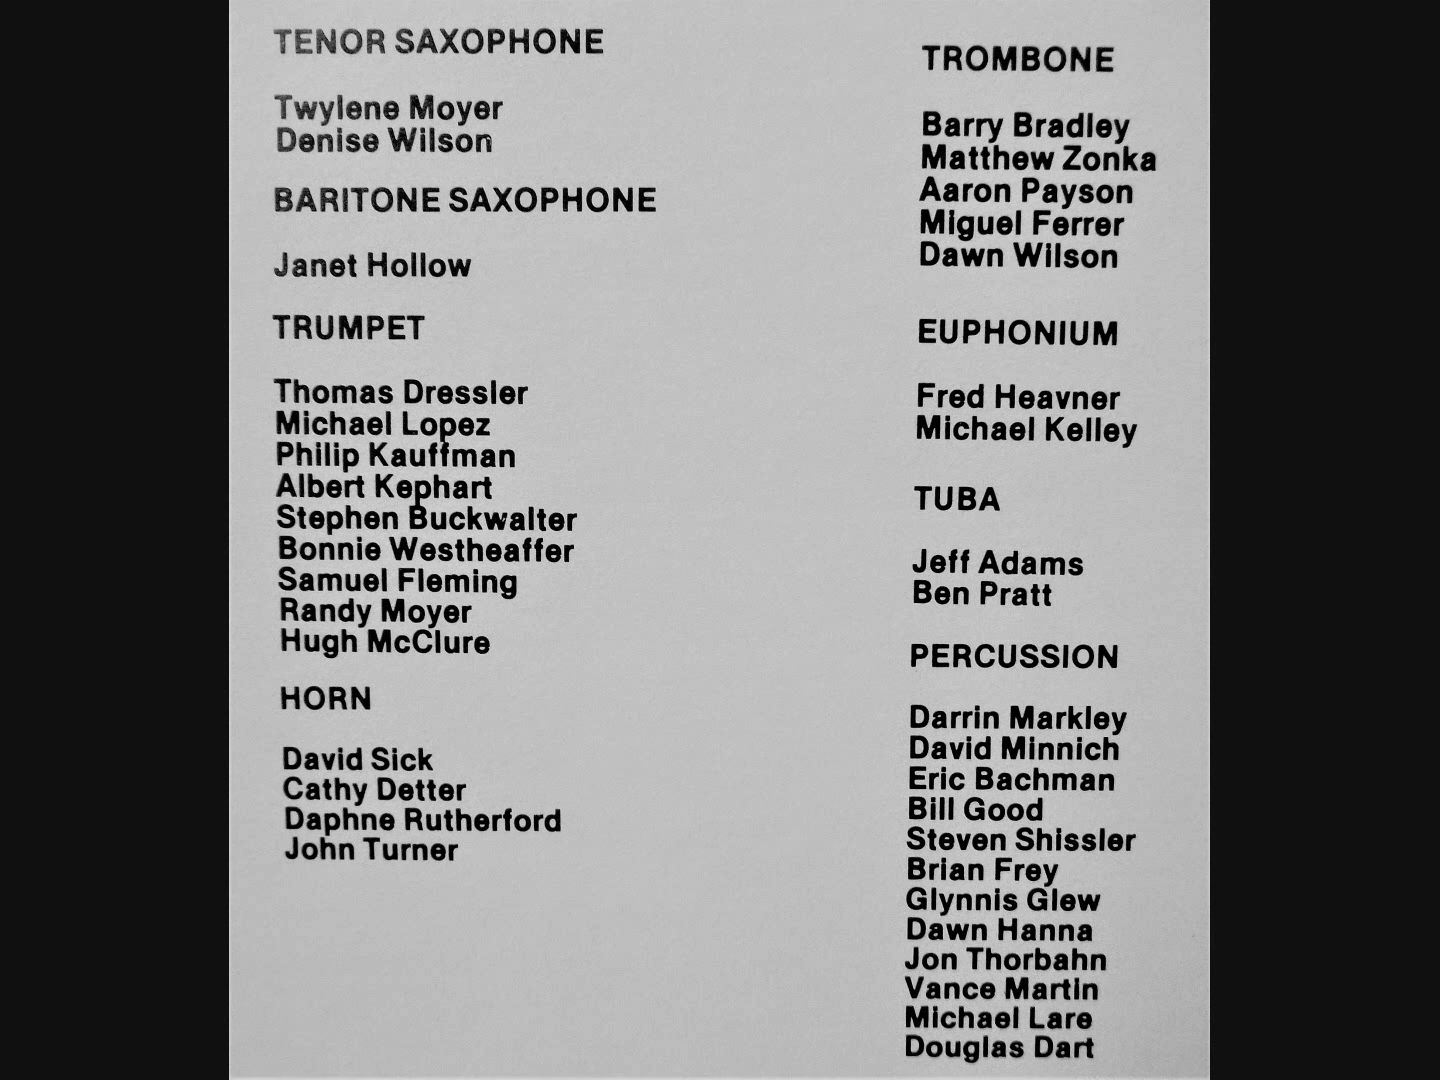 TENOR SAXOPHONE
Twylene Moyer
Denise Wilson
BARITONE SAXOPHONE
Janet Hollow
TRUMPET
Thomas Dressler
Michael Lopez
Philip Kauffman
Albert Kephart
Stephen Buckwalter
Bonnie Westheaffer
Samuel Fleming
Randy Moyer
Hugh McClure
HORN
David Sick
Cathy Detter
Daphne Rutherford
John Turner
TROMBONE
Barry Bradley
Matthew Zonka
Aaron Payson
Miguel Ferrer
Dawn Wilson
EUPHONIUM
Fred Heavner
Michael Kelley
TUBA
Jeff Adams
Ben Pratt
PERCUSSION
Darrin Markley
David Minnich
Eric Bachman
Bill Good
Steven Shissler
Brian Frey
Glynnis Glew
Dawn Hanna
Jon Thorbahn
Vance Martin
Michael Lare
Douglas Dart